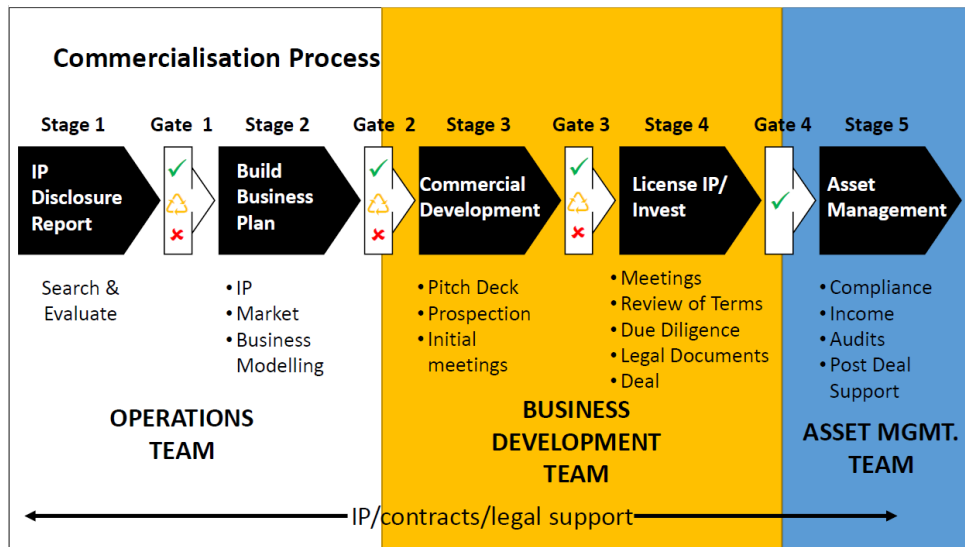 Commercialisation Process
Stage 1
Gate 1
Stage 2
Gate 2
Stage 3
Gate 3
Stage 4
Gate 4
Stage 5
IP
Disclosure
Report
Build
Business
Plan
Commercial
Development
License IP/
Invest
Asset
Management
Search &
Evaluate
• IP
• Market
• Business
Modelling
• Pitch Deck
• Prospection
• Initial
meetings
• Meetings
• Review of Terms
• Due Diligence
• Legal Documents
• Deal
• Compliance
• Income
• Audits
• Post Deal
Support
OPERATIONS
TEAM
BUSINESS
DEVELOPMENT
TEAM
ASSET MGMT.
TEAM
IP/contracts/legal support